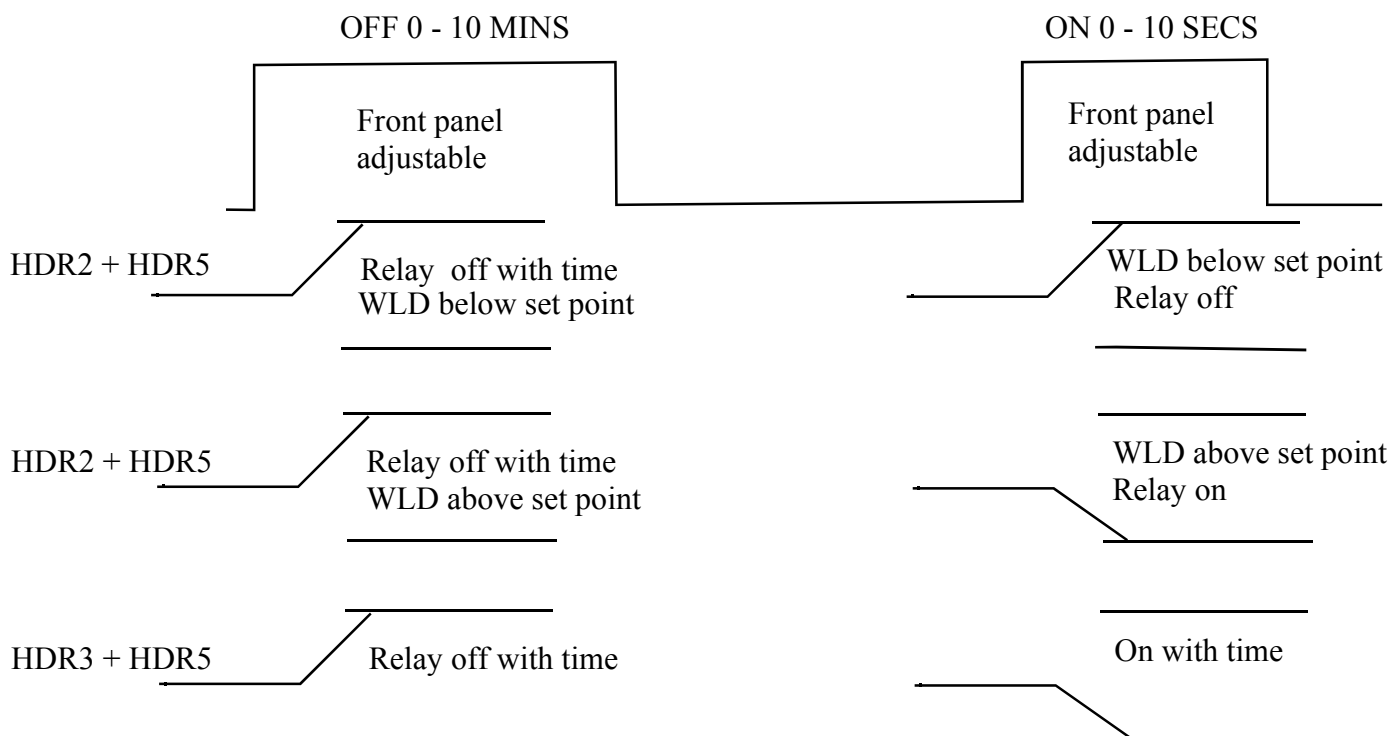 OFF 0 - 10 MINS
ON 0 - 10 SECS
Front panel
adjustable
Front panel
adjustable
HDR2 + HDR5
Relay off with time
WLD below set point
WLD below set point
Relay off
HDR2 + HDR5
Relay off with time
WLD above set point
WLD above set point
Relay on
HDR3 + HDR5
Relay off with time
On with time